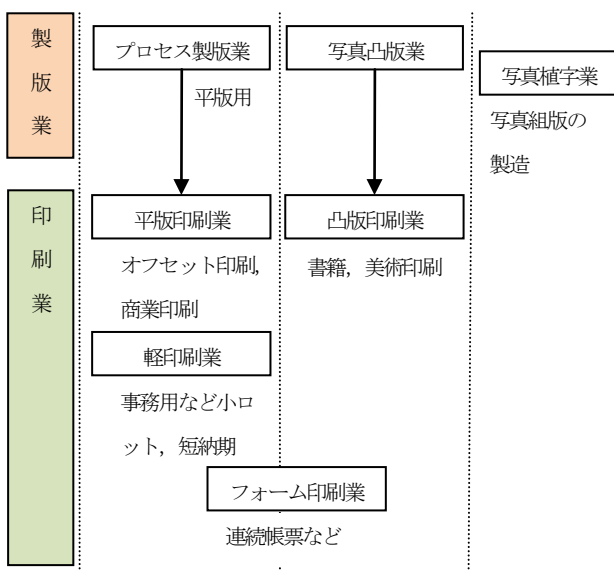 製版業
プロセス製版業
写真凸版業
写真植字業
平版用
写真組版の
製造
印刷業
平版印刷業
凸版印刷業
オフセット印刷，
商業印刷
書籍，美術印刷
軽印刷業
事務用など小ロ
ット，短納期
フォーム印刷業
連続帳票など